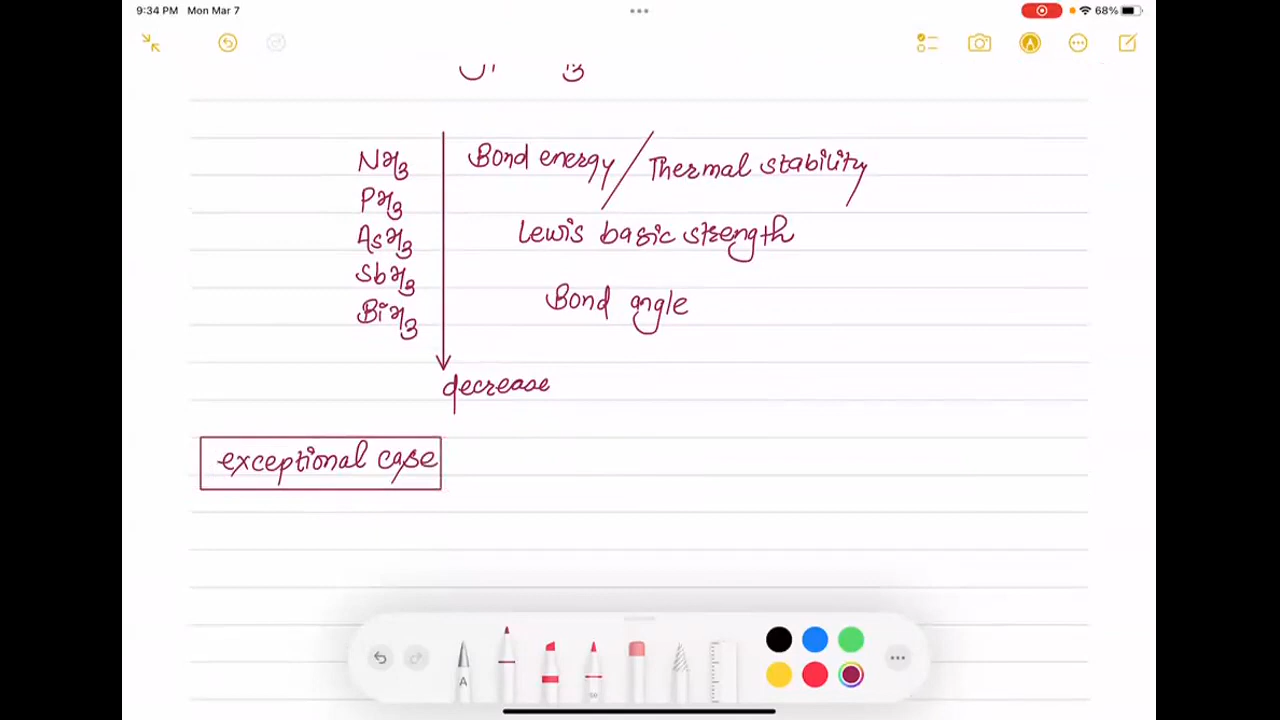 9:34 PM Mon Mar 7
68%
NH3 Bond energy / Thermal stability
PH3
AsH3 Lewis basic strength
SbH3
BiH3 Bond angle
decrease
exceptional case
A
50